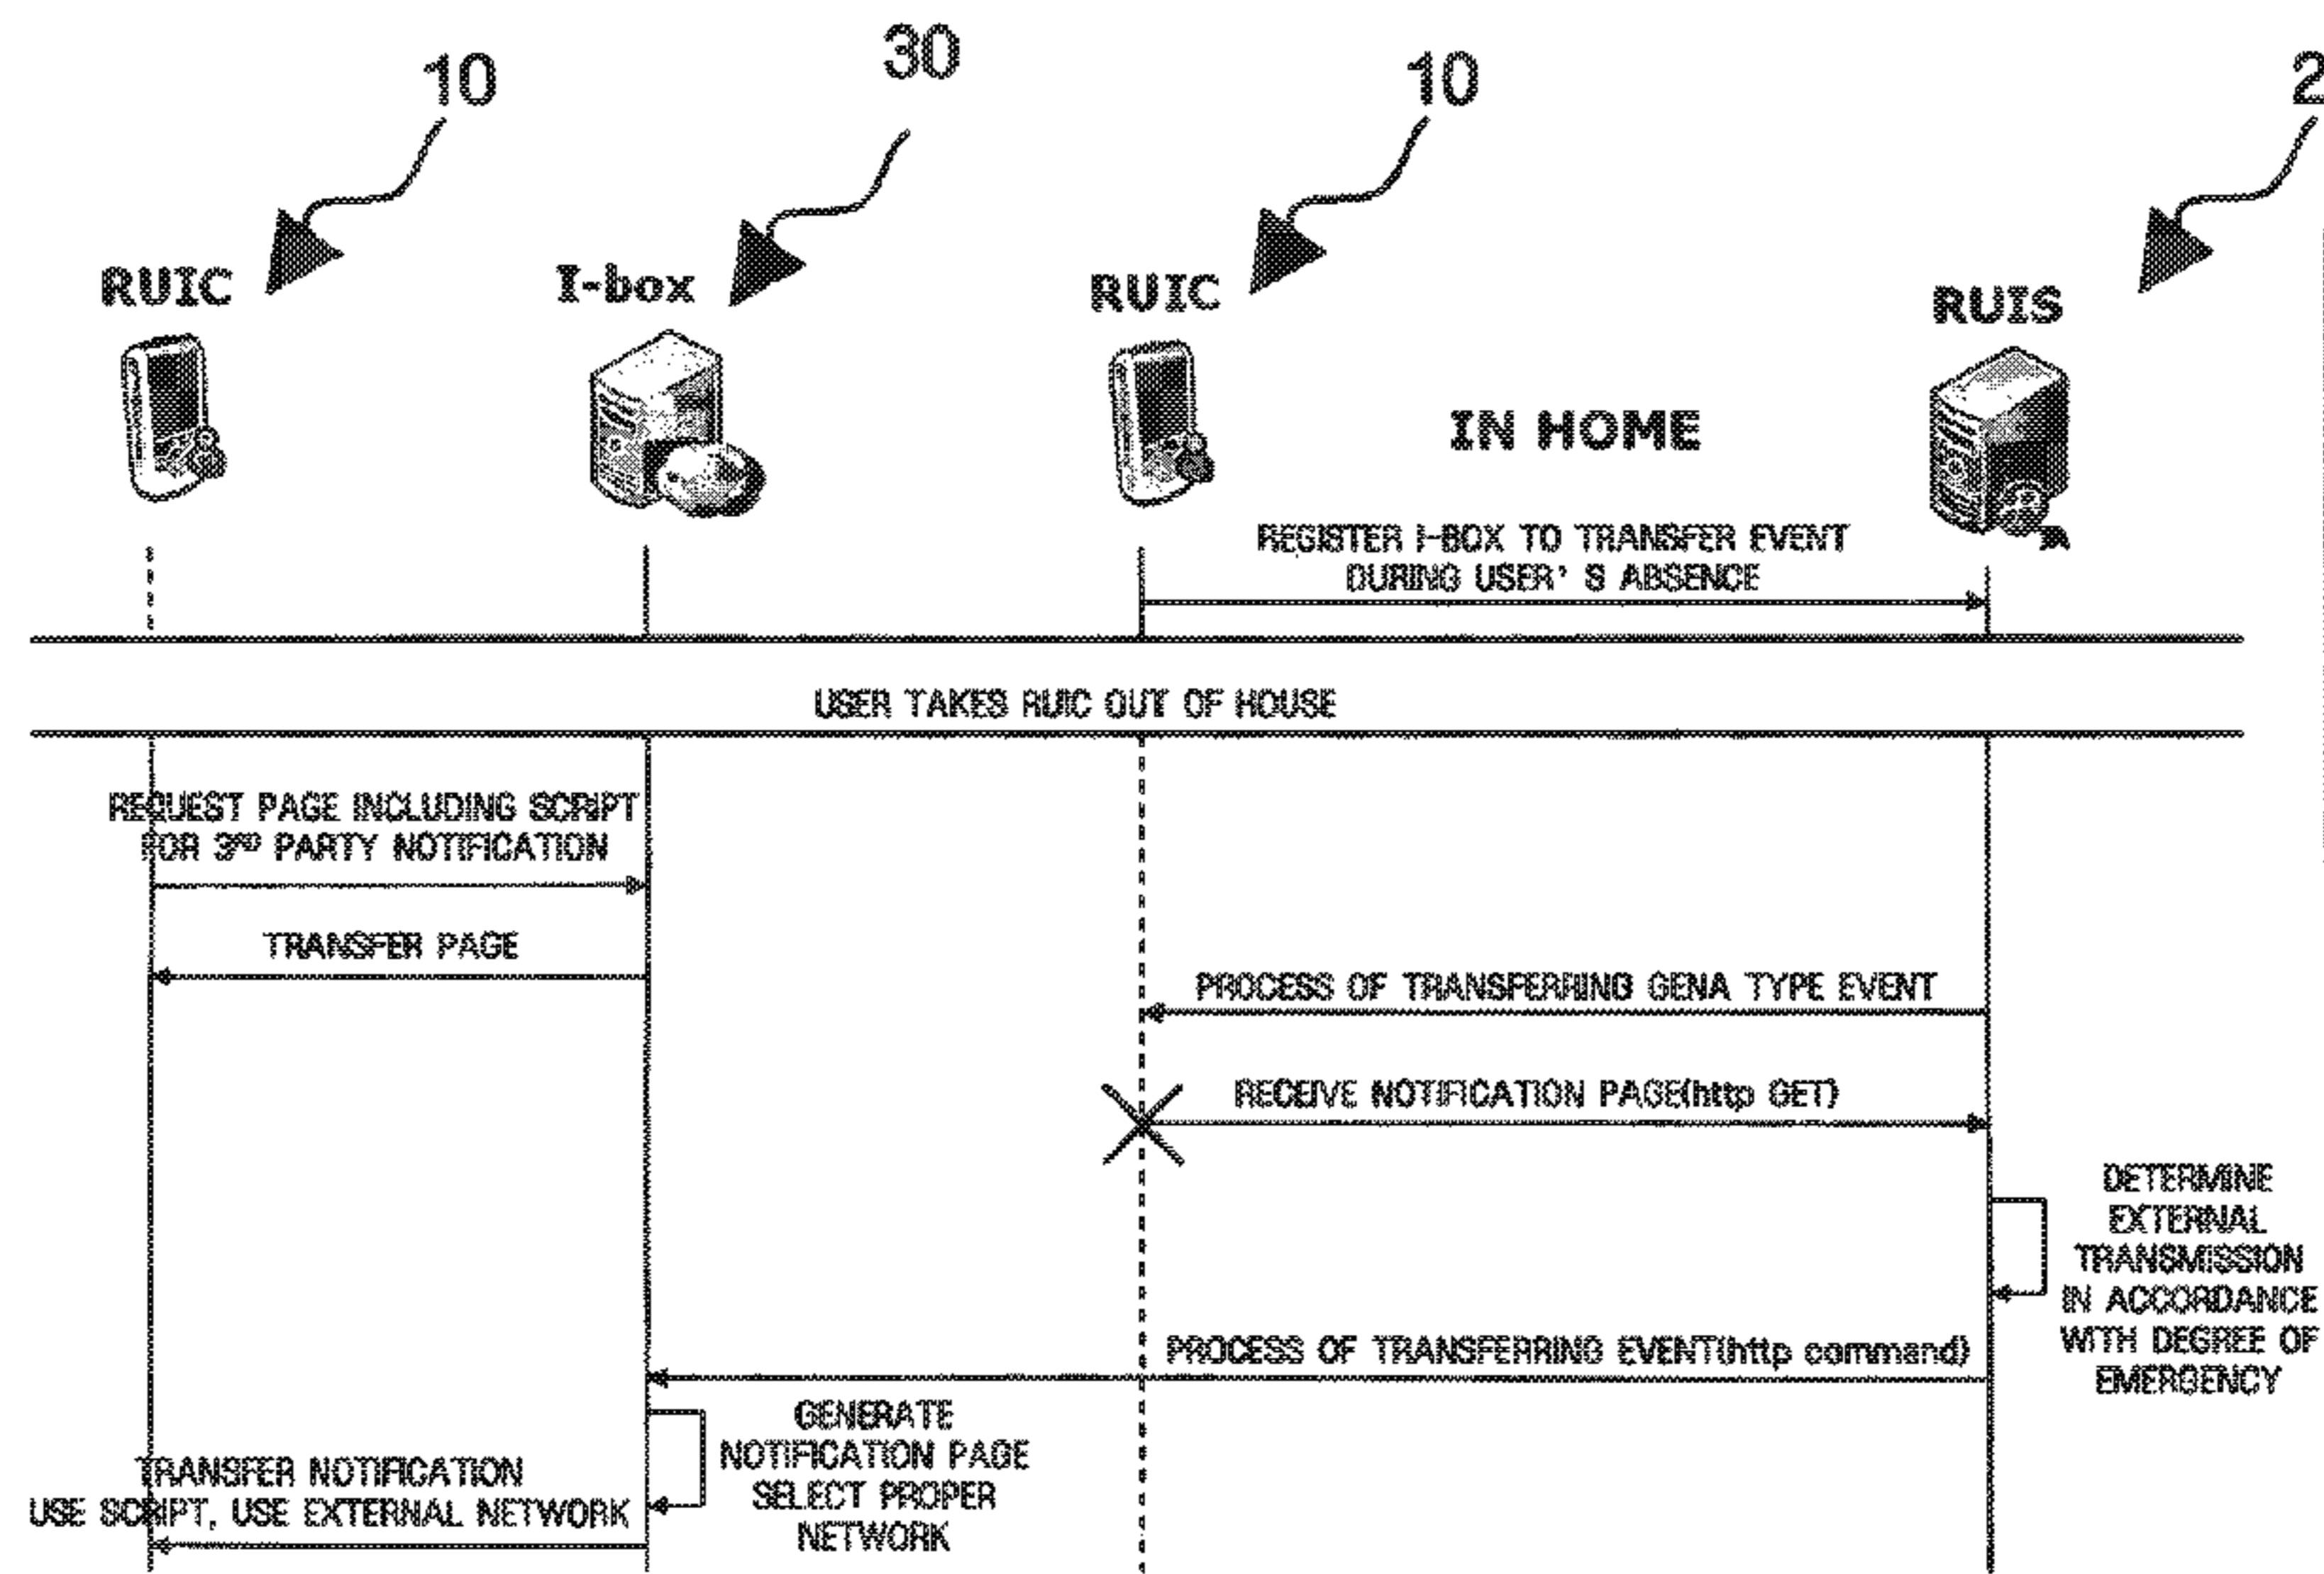 10
30
10
2
RUIC
I-box
RUIC
RUIS
IN HOME
REGISTER I-BOX TO TRANSFER EVENT
DURING USER'S ABSENCE
USER TAKES RUIC OUT OF HOUSE
REQUEST PAGE INCLUDING SCRIPT
FOR 3RD PARTY NOTIFICATION
TRANSFER PAGE
PROCESS OF TRANSFERRING GENA TYPE EVENT
RECEIVE NOTIFICATION PAGE(http GET)
DETERMINE
EXTERNAL
TRANSMISSION
IN ACCORDANCE
WITH DEGREE OF
EMERGENCY
PROCESS OF TRANSFERRING EVENT(http command)
GENERATE
NOTIFICATION PAGE
SELECT PROPER
NETWORK
TRANSFER NOTIFICATION
USE SCRIPT, USE EXTERNAL NETWORK